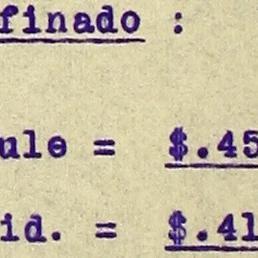 finado :
ule = $.45
id. = $.41